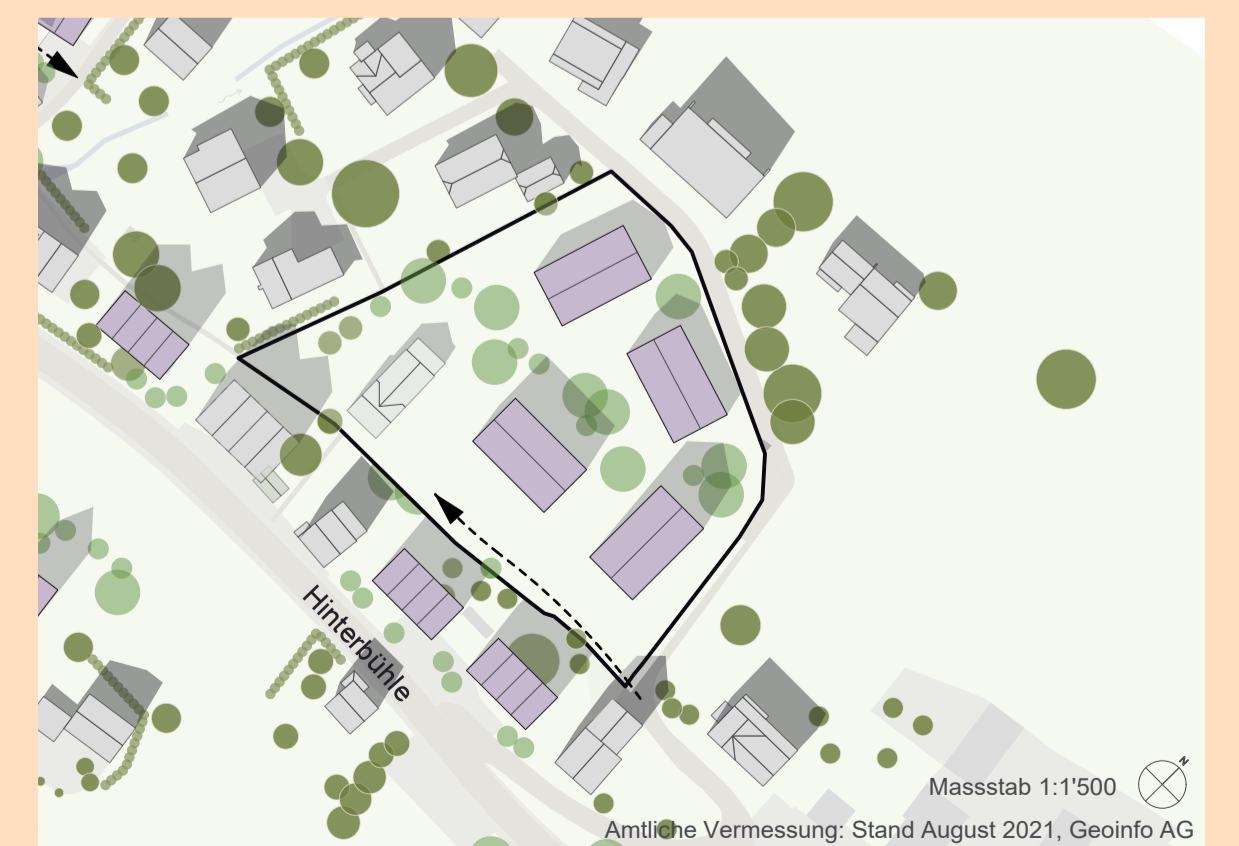 Hinterbühle
N
Massstab 1:1'500
Amtliche Vermessung: Stand August 2021, Geoinfo AG